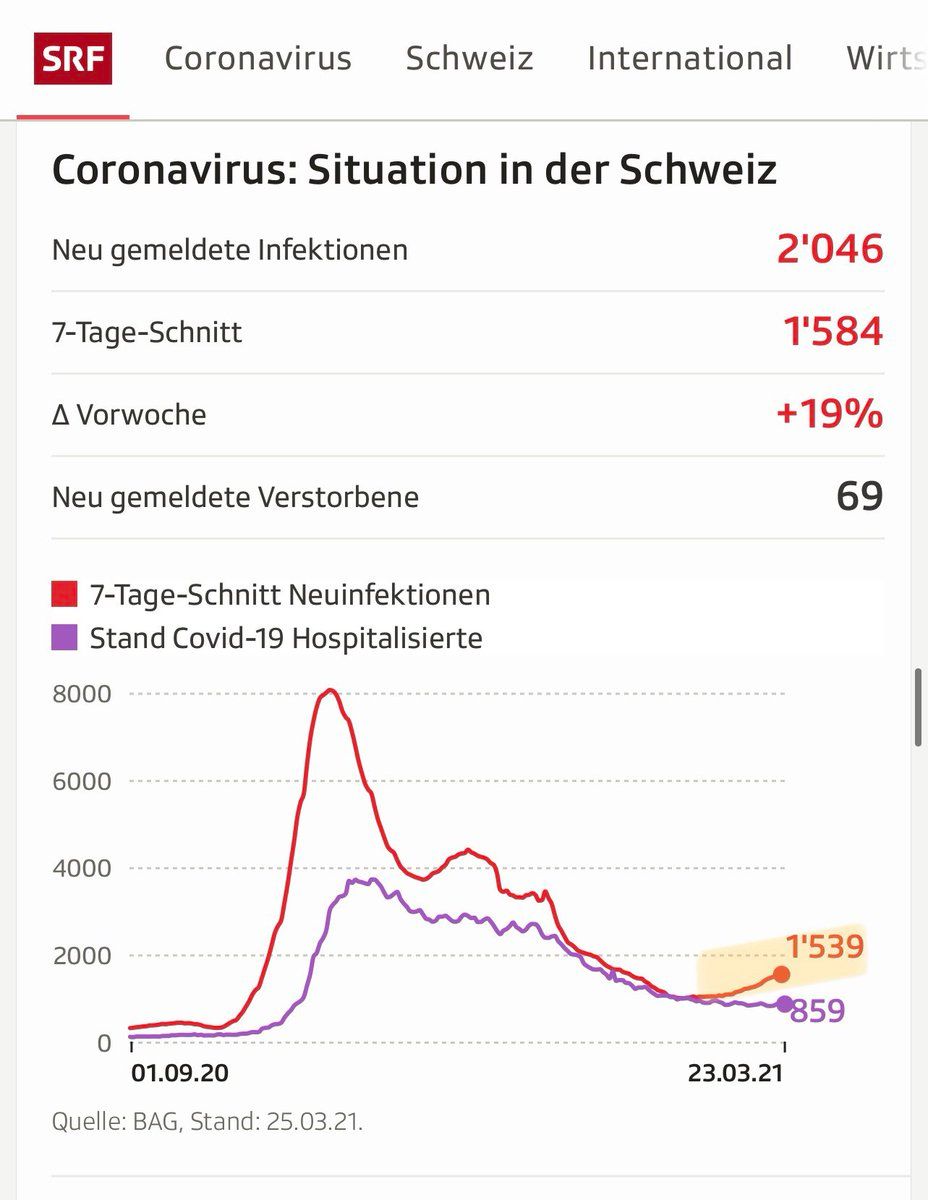 SRF Coronavirus Schweiz International Wirts
Coronavirus: Situation in der Schweiz
Neu gemeldete Infektionen 2'046
7-Tage-Schnitt 1'584
Δ Vorwoche +19%
Neu gemeldete Verstorbene 69
7-Tage-Schnitt Neuinfektionen
Stand Covid-19 Hospitalisierte
8000
6000
4000
2000
1'539
859
0
01.09.20 23.03.21
Quelle: BAG, Stand: 25.03.21.